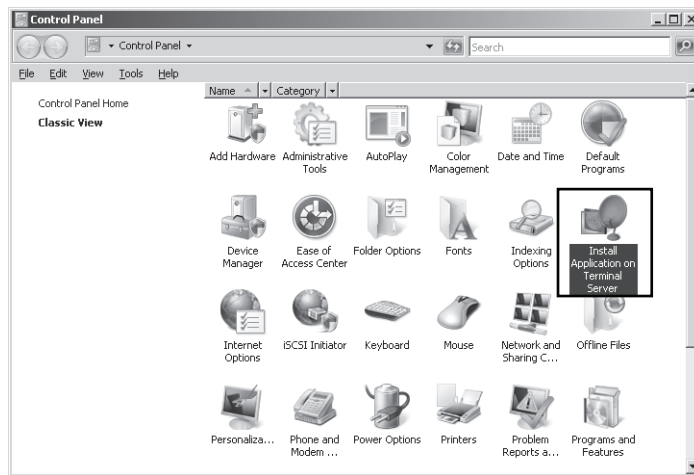 Control Panel
Control Panel
Search
File Edit View Tools Help
Name Category
Control Panel Home
Classic View
Add Hardware
Administrative
Tools
AutoPlay
Color
Management
Date and Time
Default
Programs
Device
Manager
Ease of
Access Center
Folder Options
Fonts
Indexing
Options
Install
Application on
Terminal
Server
Internet
Options
iSCSI Initiator
Keyboard
Mouse
Network and
Sharing C...
Offline Files
Personaliza...
Phone and
Modem ...
Power Options
Printers
Problem
Reports a...
Programs and
Features